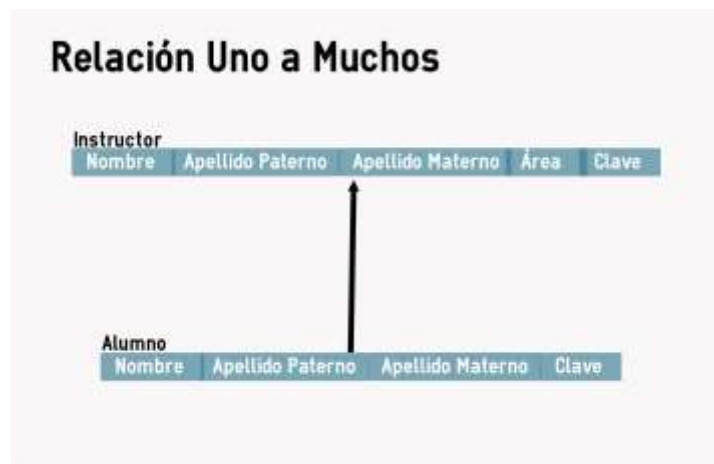 Relación Uno a Muchos
Instructor
Nombre Apellido Paterno Apellido Materno Área Clave
Alumno
Nombre Apellido Paterno Apellido Materno Clave